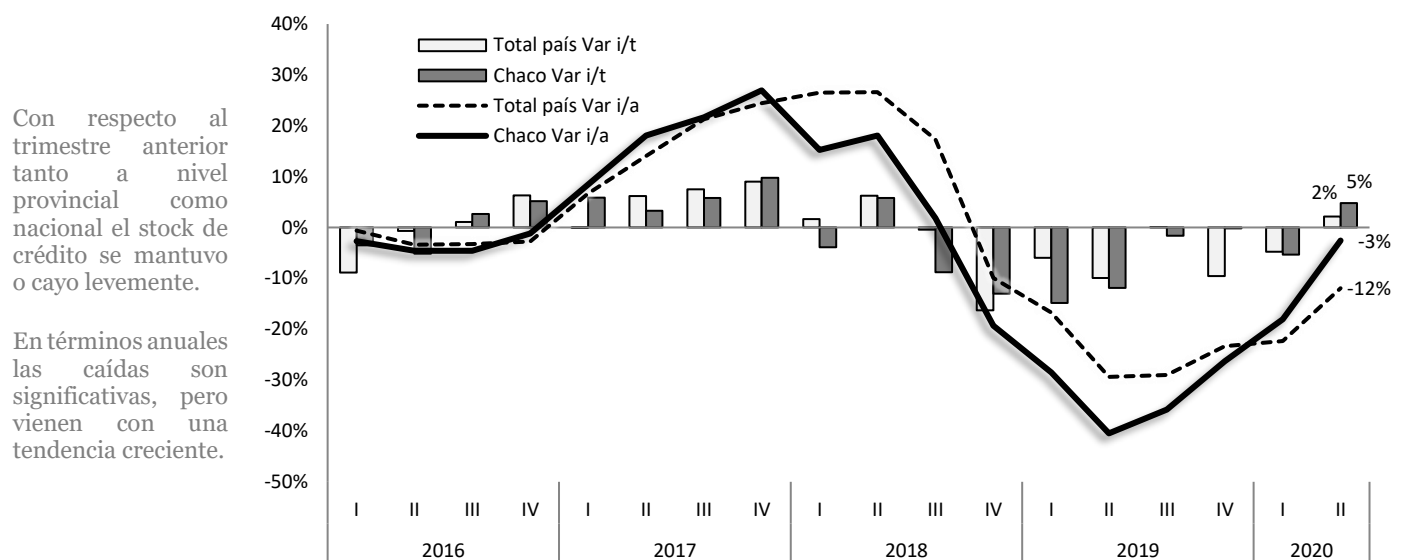 Con respecto al
trimestre anterior
tanto a nivel
provincial como
nacional el stock de
crédito se mantuvo
o cayo levemente.
En términos anuales
las caídas son
significativas, pero
vienen con una
tendencia creciente.
40%
30%
20%
10%
0%
-10%
-20%
-30%
-40%
-50%
Total país Var i/t
Chaco Var i/t
Total país Var i/a
Chaco Var i/a
2%
5%
-3%
-12%
I II III IV I II III IV I II III IV I II III IV I II
2016 2017 2018 2019 2020